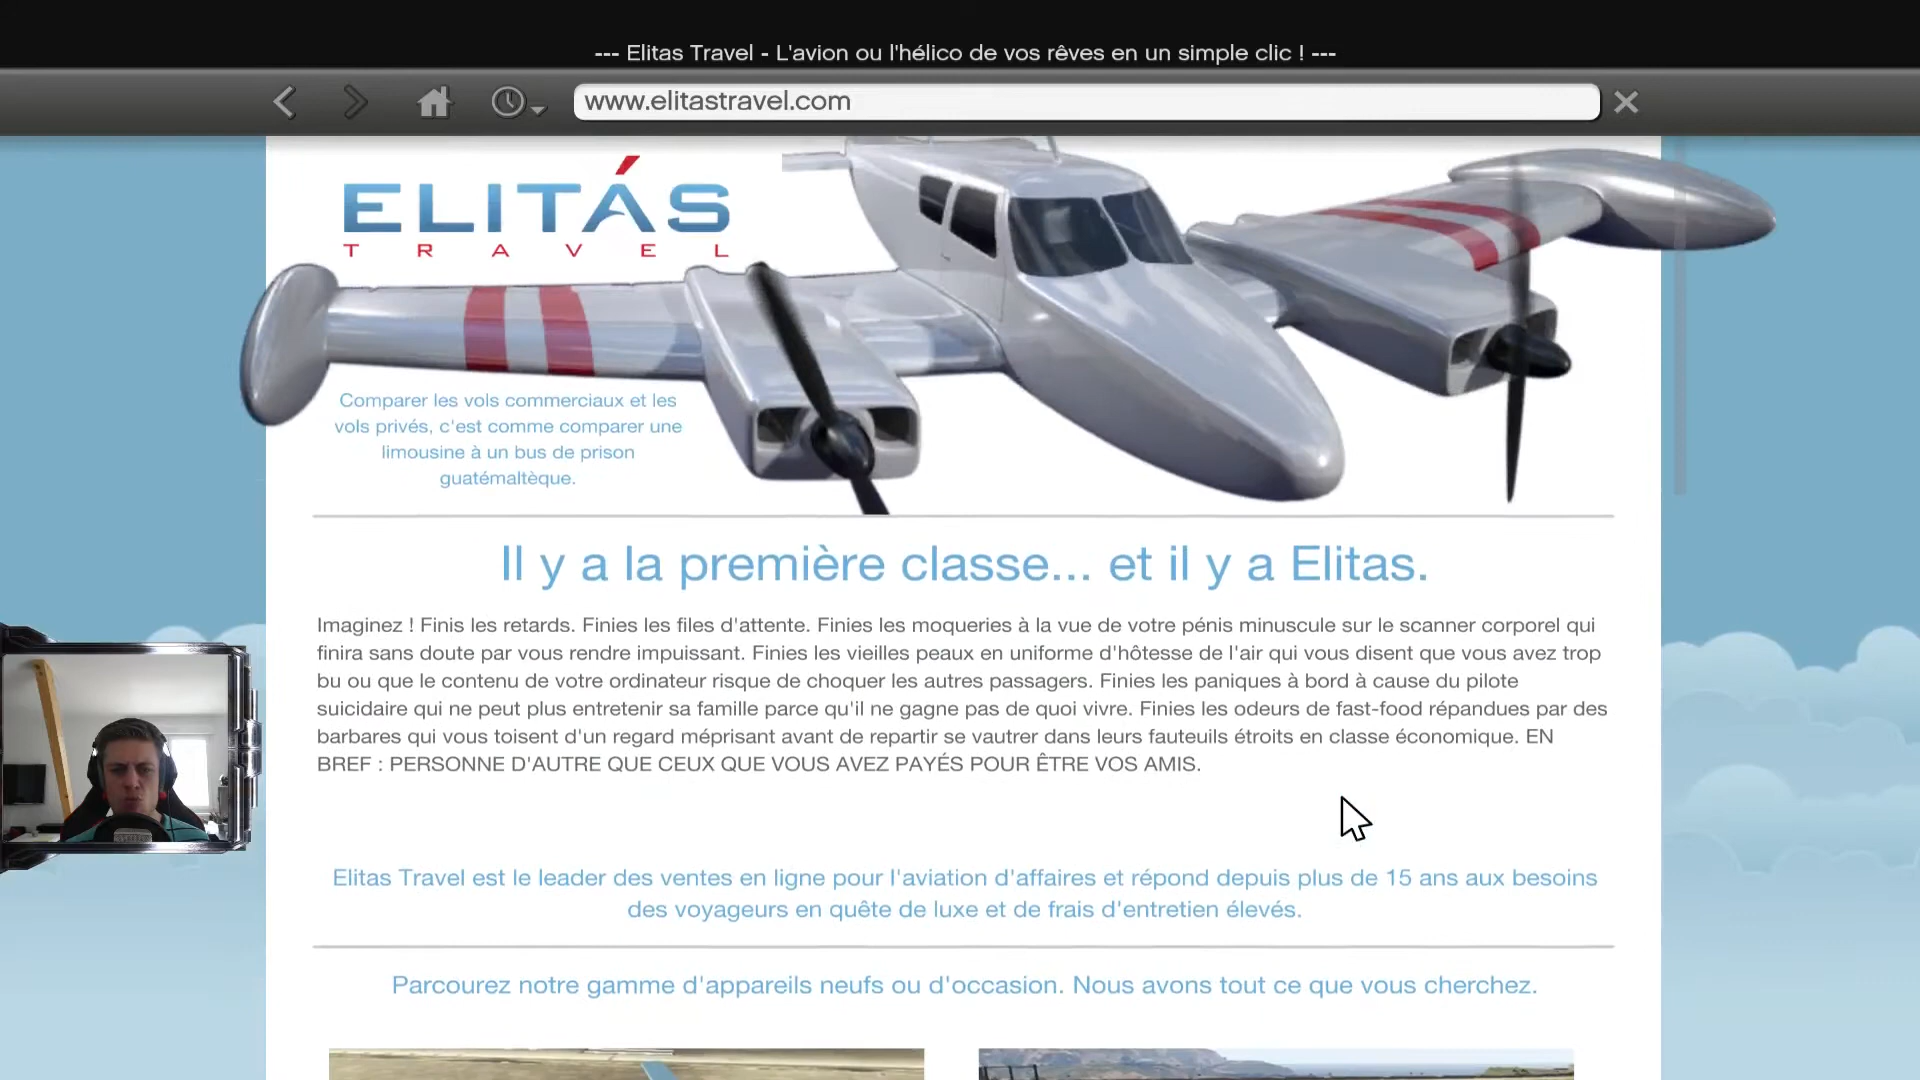 --- Elitas Travel - L'avion ou l'hélico de vos rêves en un simple clic ! ---
www.elitastravel.com
ELITÁS
TRAVEL
Comparer les vols commerciaux et les
vols privés, c'est comme comparer une
limousine à un bus de prison
guatémaltèque.
Il y a la première classe... et il y a Elitas.
Imaginez ! Finis les retards. Finies les files d'attente. Finies les moqueries à la vue de votre pénis minuscule sur le scanner corporel qui
finira sans doute par vous rendre impuissant. Finies les vieilles peaux en uniforme d'hôtesse de l'air qui vous disent que vous avez trop
bu ou que le contenu de votre ordinateur risque de choquer les autres passagers. Finies les paniques à bord à cause du pilote
suicidaire qui ne peut plus entretenir sa famille parce qu'il ne gagne pas de quoi vivre. Finies les odeurs de fast-food répandues par des
barbares qui vous toisent d'un regard méprisant avant de repartir se vautrer dans leurs fauteuils étroits en classe économique. EN
BREF : PERSONNE D'AUTRE QUE CEUX QUE VOUS AVEZ PAYÉS POUR ÊTRE VOS AMIS.
Elitas Travel est le leader des ventes en ligne pour l'aviation d'affaires et répond depuis plus de 15 ans aux besoins
des voyageurs en quête de luxe et de frais d'entretien élevés.
Parcourez notre gamme d'appareils neufs ou d'occasion. Nous avons tout ce que vous cherchez.